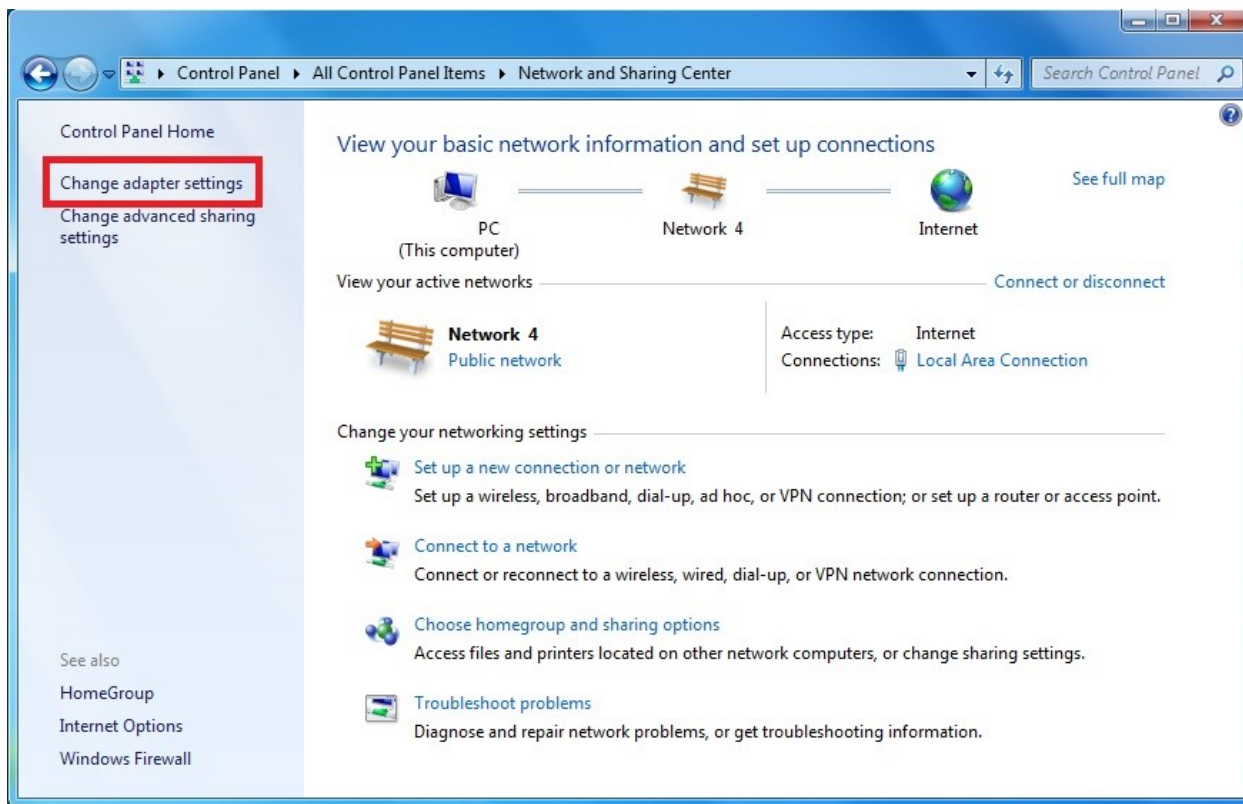 Control Panel ▸ All Control Panel Items ▸ Network and Sharing Center
Search Control Panel
Control Panel Home
Change adapter settings
Change advanced sharing
settings
View your basic network information and set up connections
See full map
PC
(This computer)
Network 4
Internet
View your active networks
Connect or disconnect
Network 4
Public network
Access type: Internet
Connections: Local Area Connection
Change your networking settings
Set up a new connection or network
Set up a wireless, broadband, dial-up, ad hoc, or VPN connection; or set up a router or access point.
Connect to a network
Connect or reconnect to a wireless, wired, dial-up, or VPN network connection.
Choose homegroup and sharing options
Access files and printers located on other network computers, or change sharing settings.
Troubleshoot problems
Diagnose and repair network problems, or get troubleshooting information.
See also
HomeGroup
Internet Options
Windows Firewall